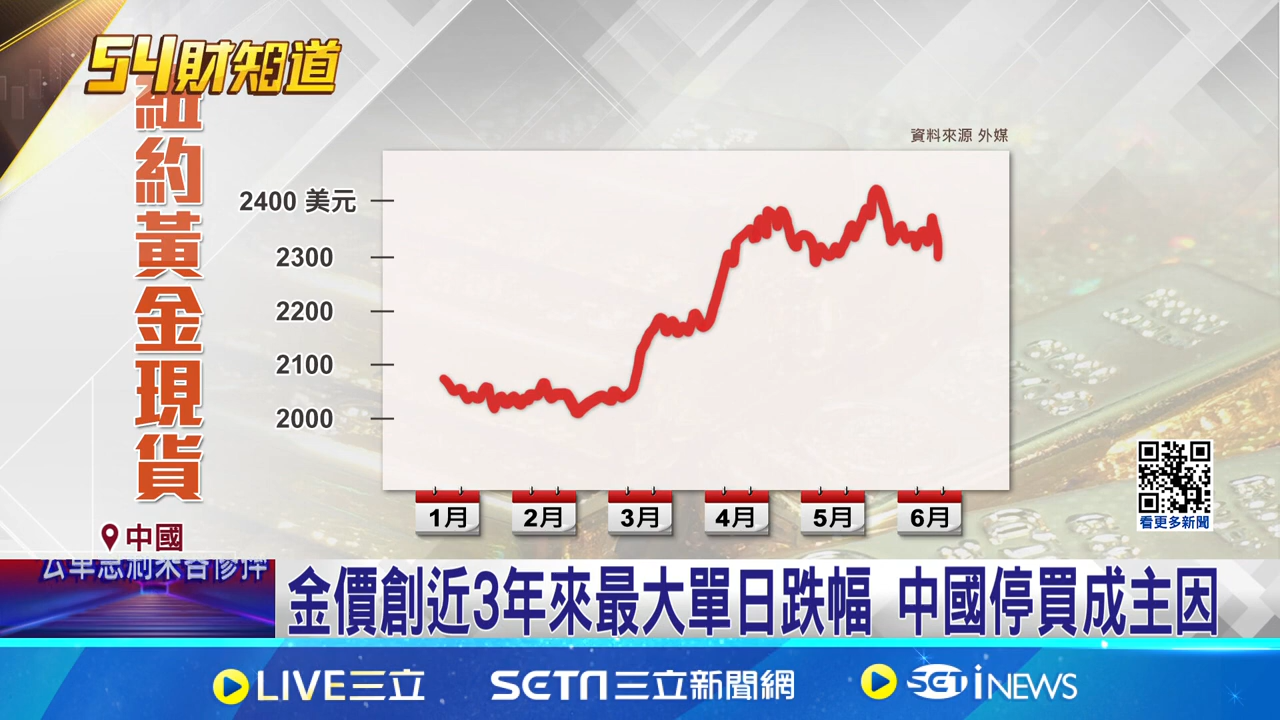 54財知道
紐約黃金現貨
資料來源 外媒
2400 美元
2300
2200
2100
2000
1月
2月
3月
4月
5月
6月
看更多新聞
中國
金價創近3年來最大單日跌幅 中國停買成主因
LIVE三立
SETN三立新聞網
SET iNEWS